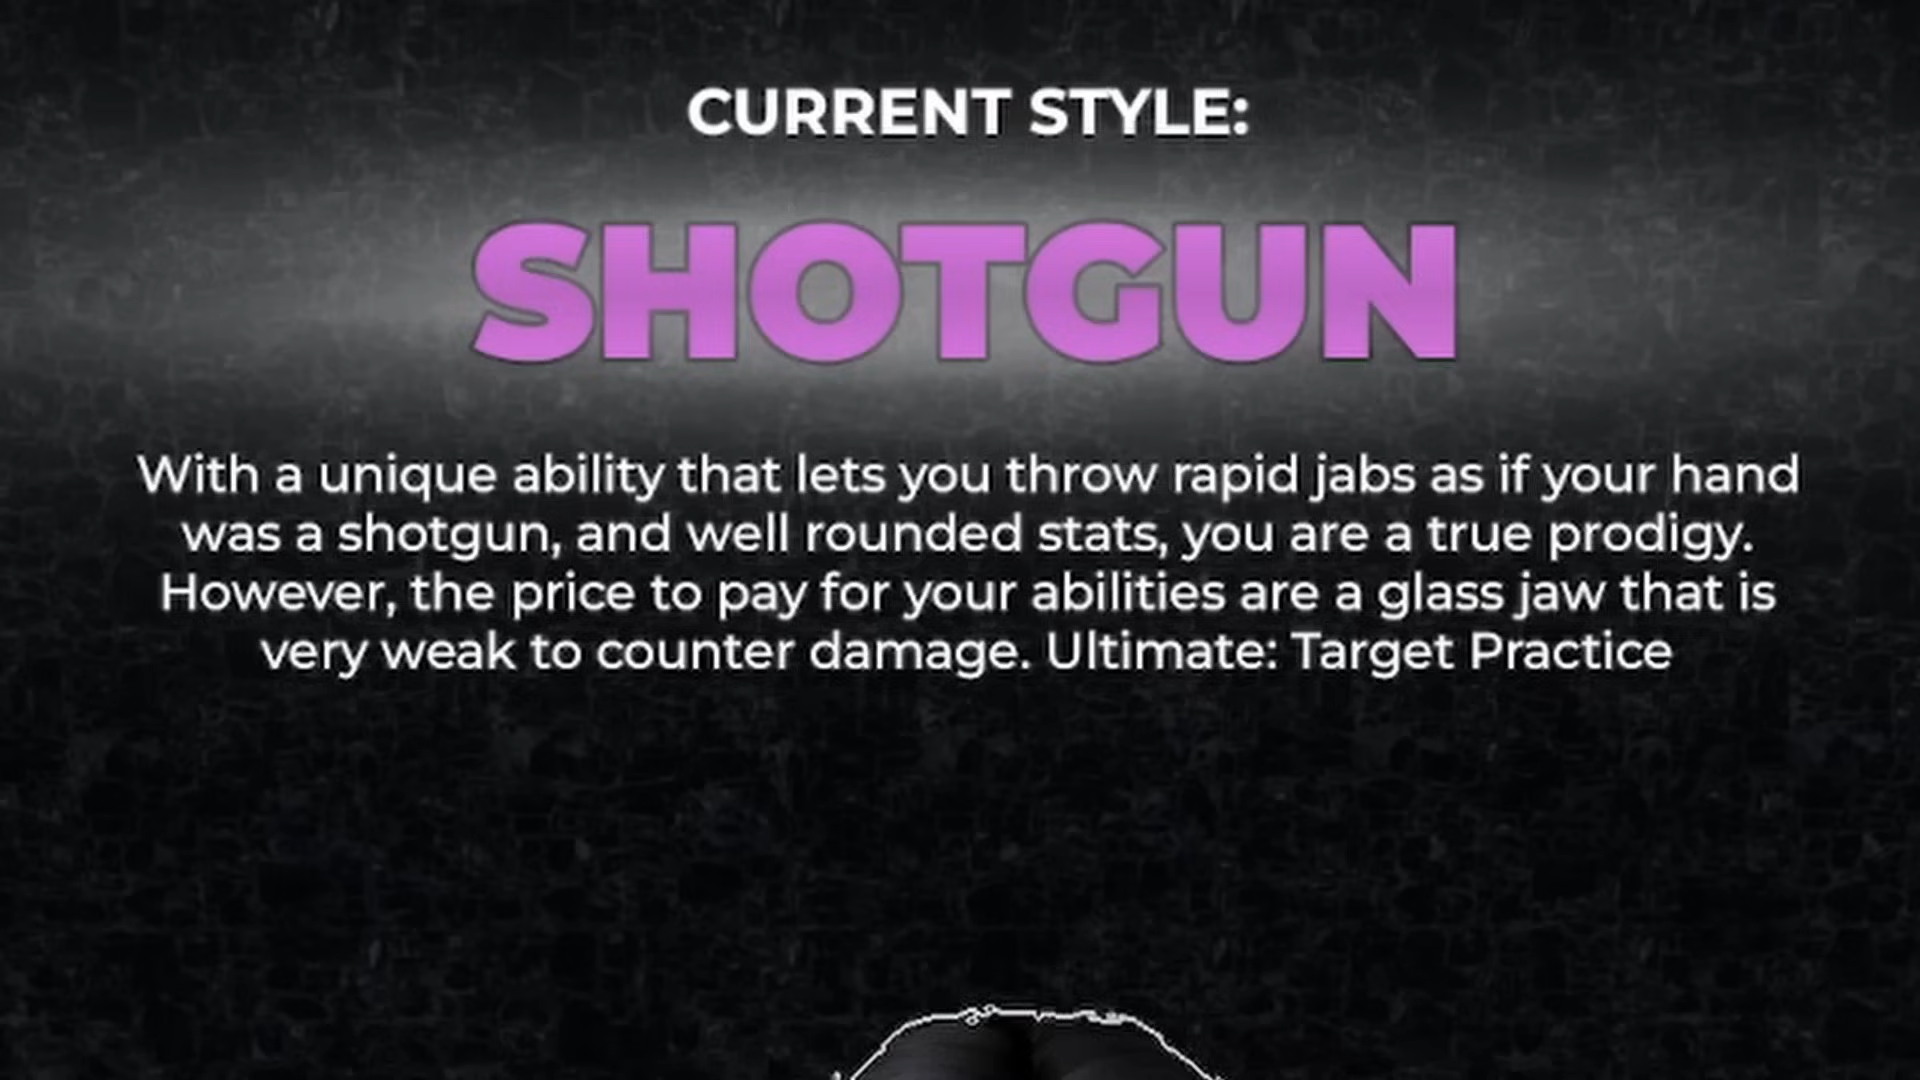 CURRENT STYLE:
SHOTGUN
With a unique ability that lets you throw rapid jabs as if your hand
was a shotgun, and well rounded stats, you are a true prodigy.
However, the price to pay for your abilities are a glass jaw that is
very weak to counter damage. Ultimate: Target Practice